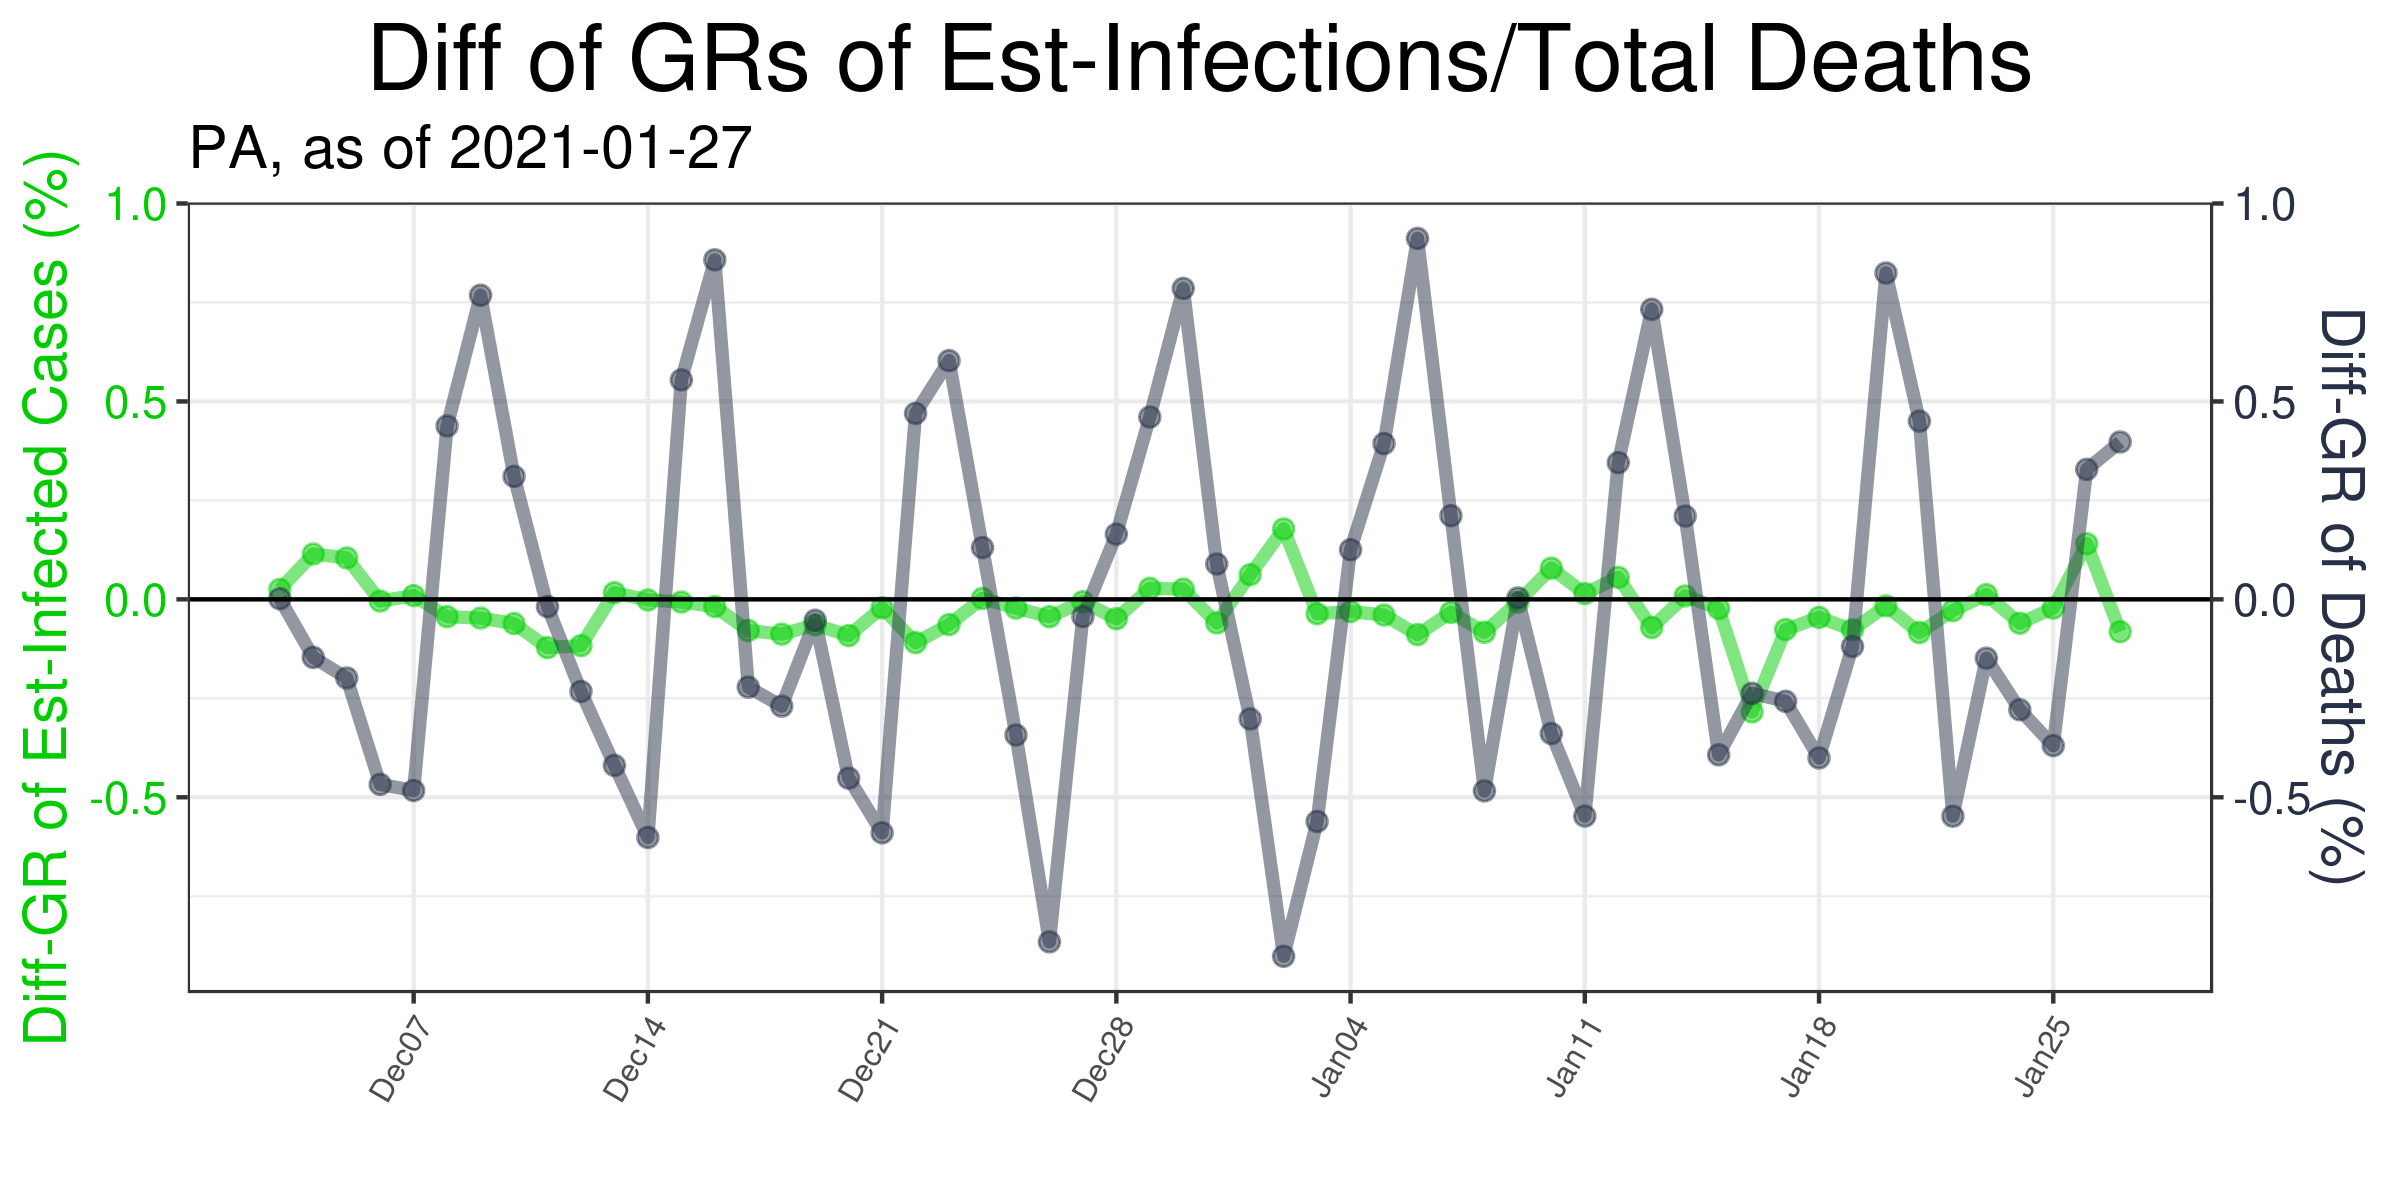 Diff of GRs of Est-Infections/Total Deaths
PA, as of 2021-01-27
Diff-GR of Est-Infected Cases (%)
1.0
0.5
0.0
-0.5
1.0
0.5
0.0
-0.5
Diff-GR of Deaths (%)
Dec07
Dec14
Dec21
Dec28
Jan04
Jan11
Jan18
Jan25